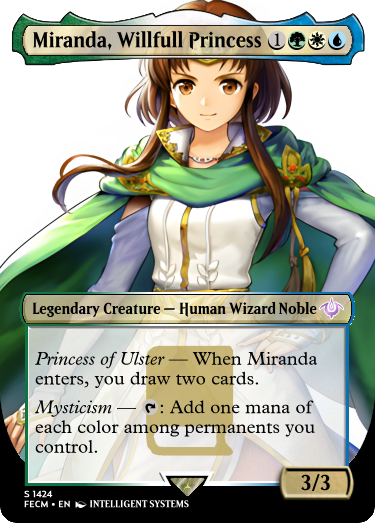 Miranda, Willfull Princess 1
Legendary Creature — Human Wizard Noble
Princess of Ulster — When Miranda
enters, you draw two cards.
Mysticism — : Add one mana of
each color among permanents you
control.
3/3
S 1424
FECM • EN INTELLIGENT SYSTEMS